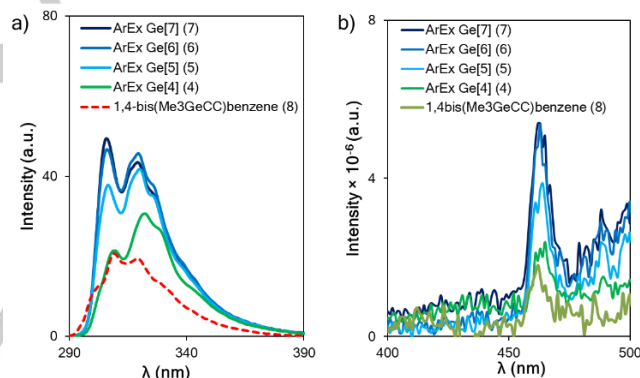 a)
80
40
0
Intensity (a.u.)
ArEx Ge[7] (7)
ArEx Ge[6] (6)
ArEx Ge[5] (5)
ArEx Ge[4] (4)
1,4-bis(Me3GeCC)benzene (8)
290
340
390
λ (nm)
b)
8
4
0
Intensity × 10⁻⁶ (a.u.)
ArEx Ge[7] (7)
ArEx Ge[6] (6)
ArEx Ge[5] (5)
ArEx Ge[4] (4)
1,4bis(Me3GeCC)benzene (8)
400
450
500
λ (nm)